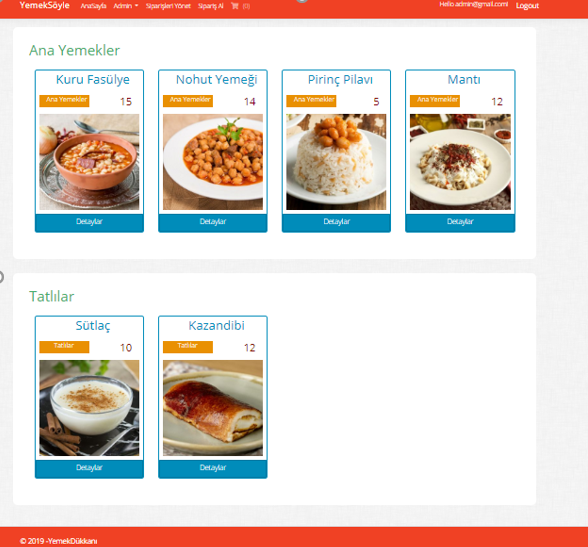 YemekSöyle AnaSayfa Admin Siparişleri Yönet Sipariş Al (0) Hello admin@gmail.com! Logout
Ana Yemekler
Kuru Fasülye Nohut Yemeği Pirinç Pilavı Mantı
Ana Yemekler 15 Ana Yemekler 14 Ana Yemekler 5 Ana Yemekler 12
Detaylar Detaylar Detaylar Detaylar
Tatlılar
Sütlaç Kazandibi
Tatlılar 10 Tatlılar 12
Detaylar Detaylar
© 2019 -YemekDükkanı